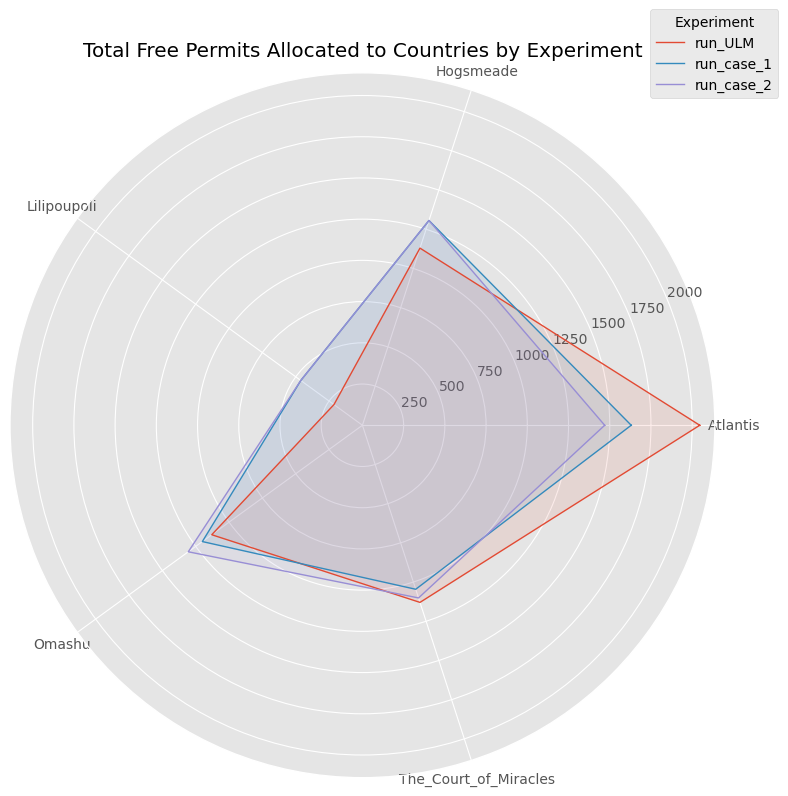 Total Free Permits Allocated to Countries by Experiment
Experiment
run_ULM
run_case_1
run_case_2
Hogsmeade
Lilipoupoli
2000
1750
1500
1250
1000
750
500
250
Atlantis
Omashu
The_Court_of_Miracles